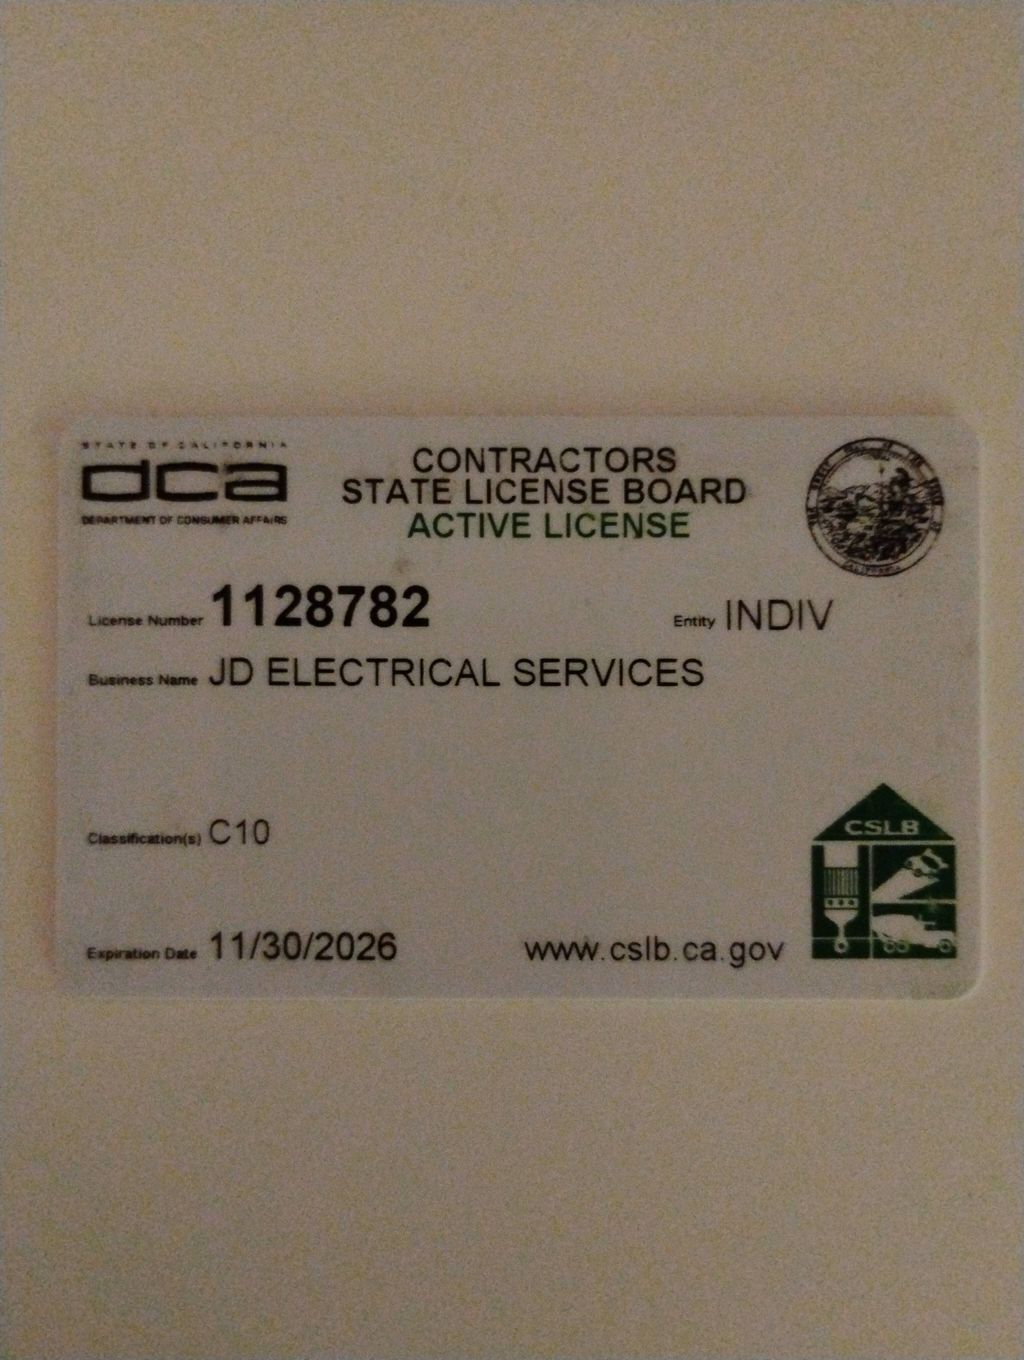 STATE OF CALIFORNIA
dca
DEPARTMENT OF CONSUMER AFFAIRS
CONTRACTORS
STATE LICENSE BOARD
ACTIVE LICENSE
License Number 1128782 Entity INDIV
Business Name JD ELECTRICAL SERVICES
Classification(s) C10
CSLB
Expiration Date 11/30/2026 www.cslb.ca.gov